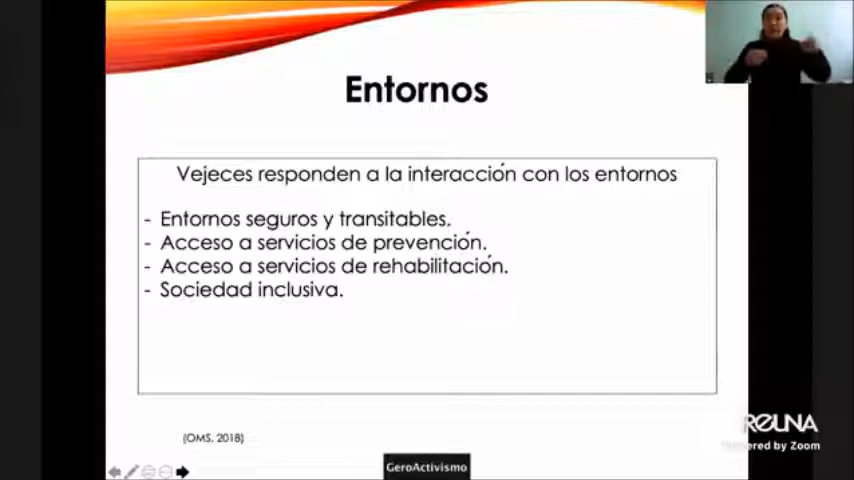 Entornos
Vejeces responden a la interacción con los entornos
- Entornos seguros y transitables.
- Acceso a servicios de prevención.
- Acceso a servicios de rehabilitación.
- Sociedad inclusiva.
(OMS, 2018)
GeroActivismo
REUNA
Powered by Zoom